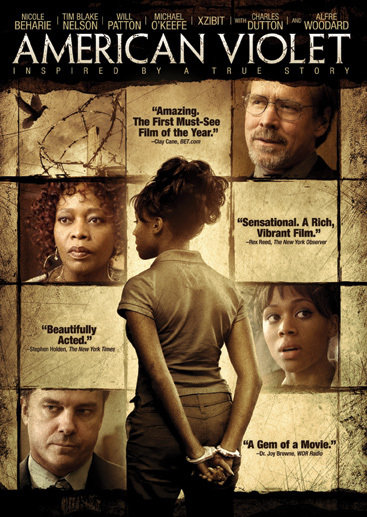 NICOLE BEHARIE | TIM BLAKE NELSON | WILL PATTON | MICHAEL O'KEEFE | XZIBIT | WITH CHARLES DUTTON | AND ALFRE WOODARD
AMERICAN VIOLET
INSPIRED BY A TRUE STORY
“Amazing.
The First Must-See
Film of the Year.”
–Clay Cane, BET.com
“Sensational. A Rich,
Vibrant Film.”
–Rex Reed, The New York Observer
“Beautifully
Acted.”
–Stephen Holden, The New York Times
“A Gem of a Movie.”
–Dr. Joy Browne, WOR Radio